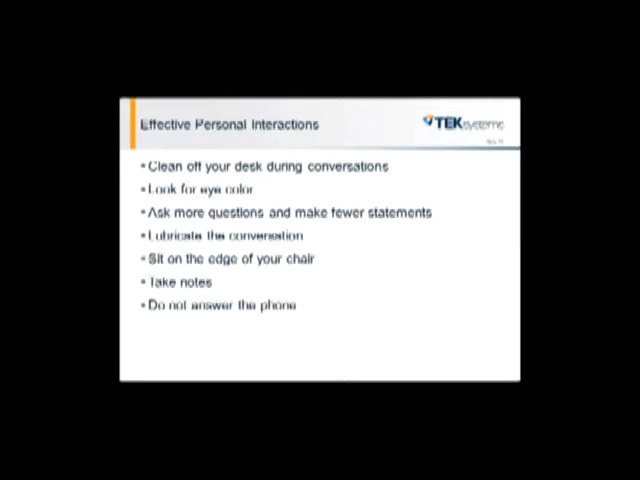 Effective Personal Interactions
TEKsystems
• Clean off your desk during conversations
• Look for eye color
• Ask more questions and make fewer statements
• Lubricate the conversation
• Sit on the edge of your chair
• Take notes
• Do not answer the phone